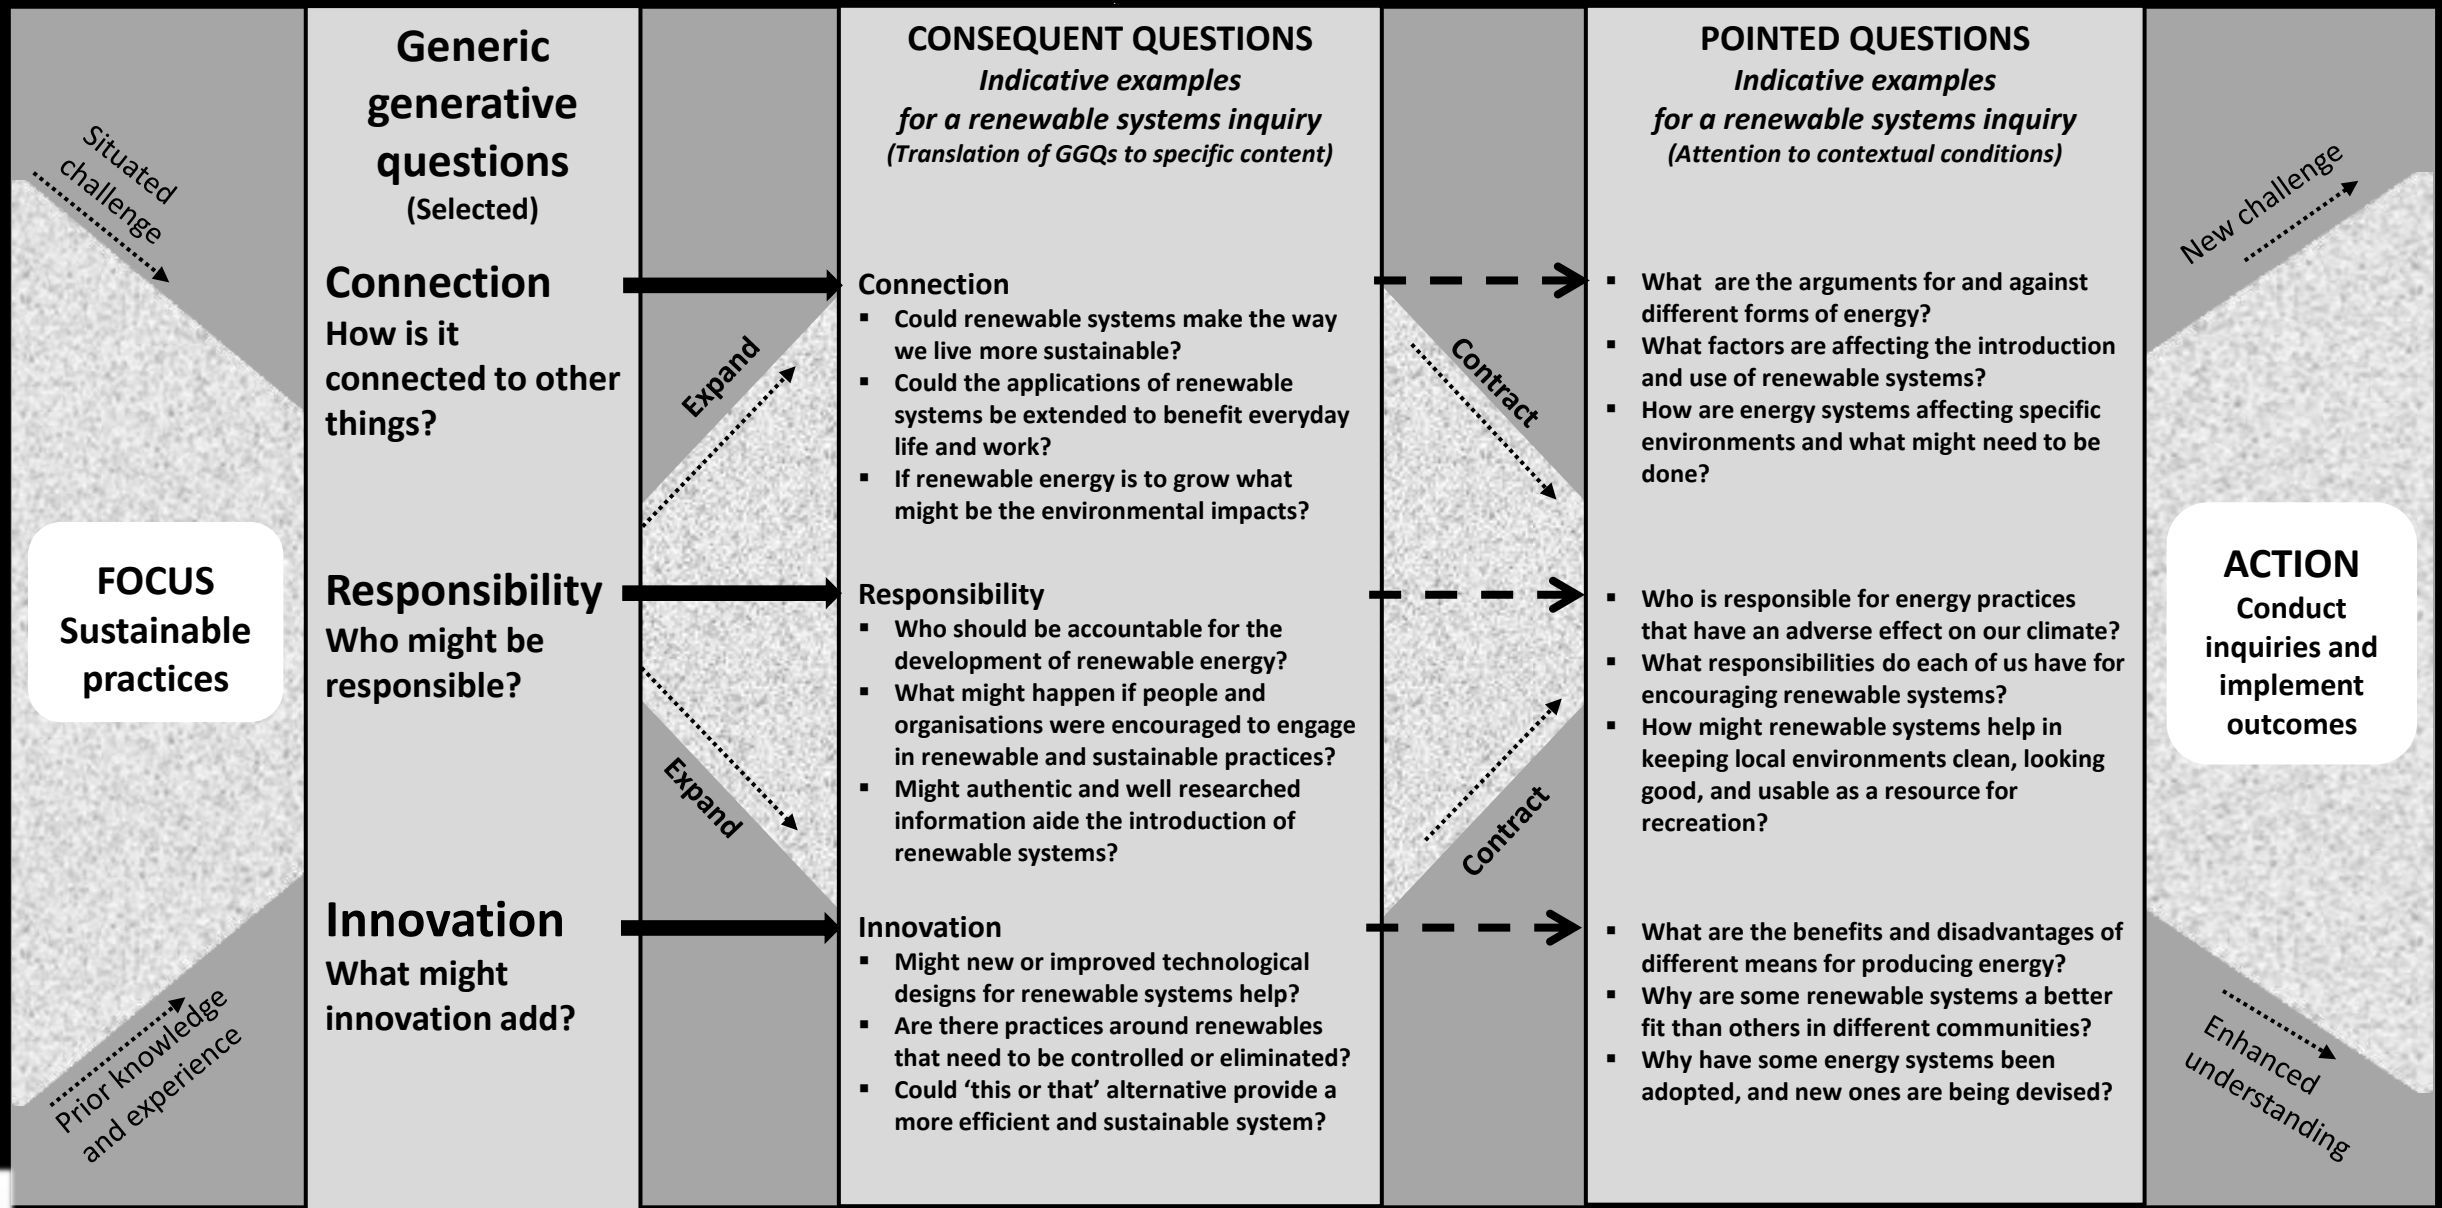 Situated
challenge
FOCUS
Sustainable
practices
Prior knowledge
and experience
Generic
generative
questions
(Selected)
Connection
How is it
connected to other
things?
Responsibility
Who might be
responsible?
Innovation
What might
innovation add?
Expand
Expand
CONSEQUENT QUESTIONS
Indicative examples
for a renewable systems inquiry
(Translation of GGQs to specific content)
Connection
▪ Could renewable systems make the way
we live more sustainable?
▪ Could the applications of renewable
systems be extended to benefit everyday
life and work?
▪ If renewable energy is to grow what
might be the environmental impacts?
Responsibility
▪ Who should be accountable for the
development of renewable energy?
▪ What might happen if people and
organisations were encouraged to engage
in renewable and sustainable practices?
▪ Might authentic and well researched
information aide the introduction of
renewable systems?
Innovation
▪ Might new or improved technological
designs for renewable systems help?
▪ Are there practices around renewables
that need to be controlled or eliminated?
▪ Could ‘this or that’ alternative provide a
more efficient and sustainable system?
Contract
Contract
POINTED QUESTIONS
Indicative examples
for a renewable systems inquiry
(Attention to contextual conditions)
▪ What are the arguments for and against
different forms of energy?
▪ What factors are affecting the introduction
and use of renewable systems?
▪ How are energy systems affecting specific
environments and what might need to be
done?
▪ Who is responsible for energy practices
that have an adverse effect on our climate?
▪ What responsibilities do each of us have for
encouraging renewable systems?
▪ How might renewable systems help in
keeping local environments clean, looking
good, and usable as a resource for
recreation?
▪ What are the benefits and disadvantages of
different means for producing energy?
▪ Why are some renewable systems a better
fit than others in different communities?
▪ Why have some energy systems been
adopted, and new ones are being devised?
New challenge
ACTION
Conduct
inquiries and
implement
outcomes
Enhanced
understanding